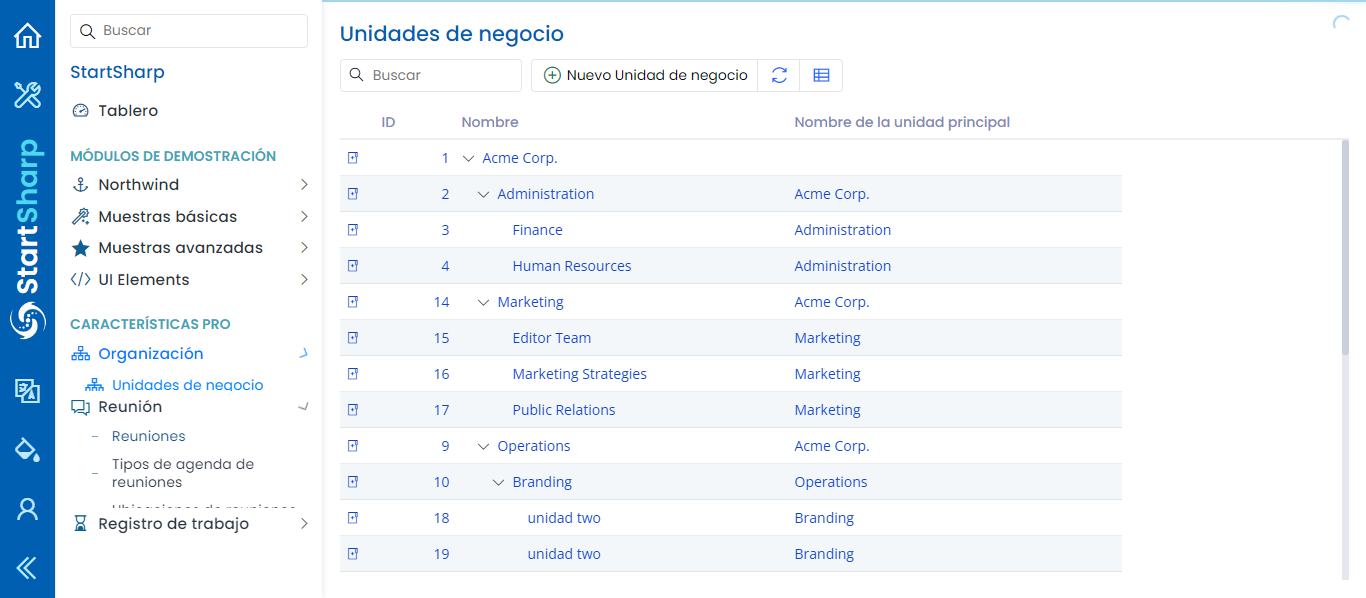 StartSharp
Buscar
StartSharp
Tablero
MÓDULOS DE DEMOSTRACIÓN
Northwind
Muestras básicas
Muestras avanzadas
UI Elements
CARACTERÍSTICAS PRO
Organización
Unidades de negocio
Reunión
Reuniones
Tipos de agenda de
reuniones
Ubicaciones de reuniones
Registro de trabajo
Unidades de negocio
Buscar
Nuevo Unidad de negocio
ID Nombre Nombre de la unidad principal
1 Acme Corp.
2 Administration Acme Corp.
3 Finance Administration
4 Human Resources Administration
14 Marketing Acme Corp.
15 Editor Team Marketing
16 Marketing Strategies Marketing
17 Public Relations Marketing
9 Operations Acme Corp.
10 Branding Operations
18 unidad two Branding
19 unidad two Branding